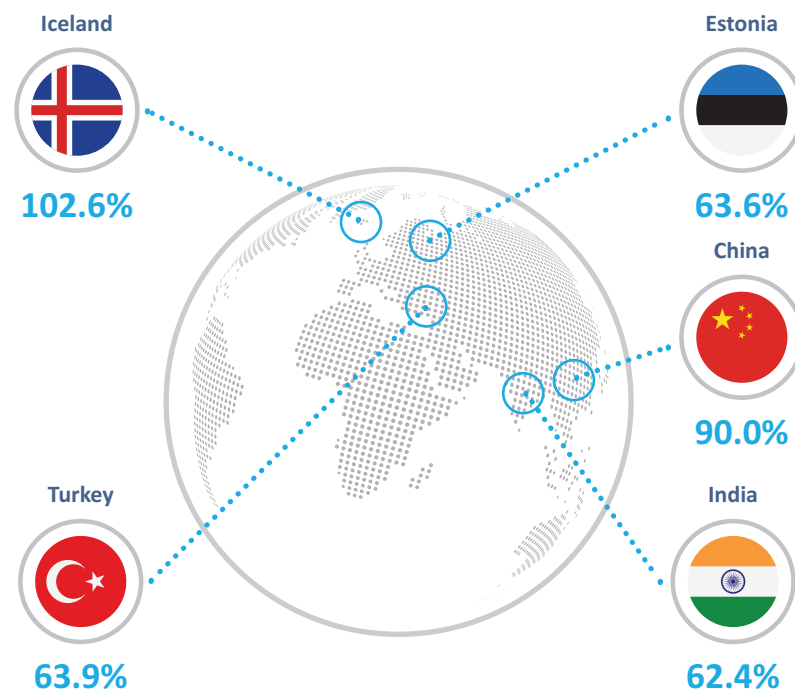 Iceland
102.6%
Estonia
63.6%
China
90.0%
Turkey
63.9%
India
62.4%